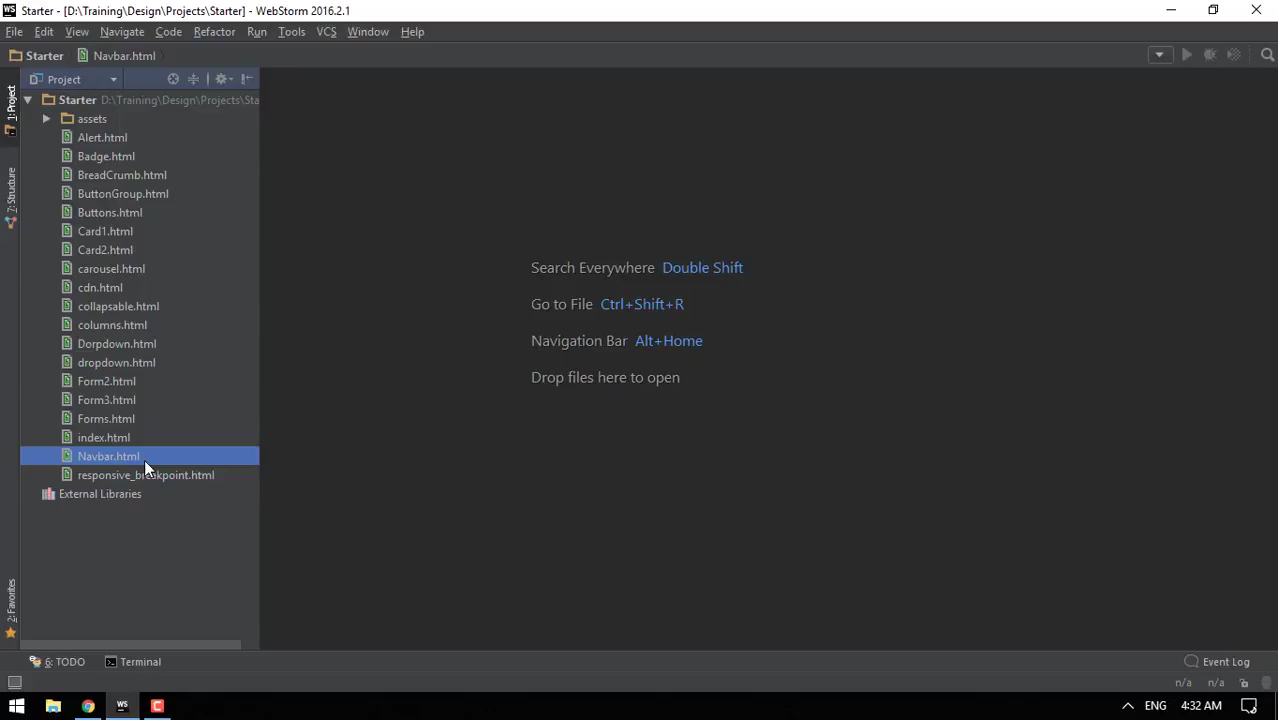 Starter - [D:\Training\Design\Projects\Starter] - WebStorm 2016.2.1
File Edit View Navigate Code Refactor Run Tools VCS Window Help
Starter Navbar.html
1: Project
Project
Starter D:\Training\Design\Projects\Sta
assets
Alert.html
Badge.html
BreadCrumb.html
7: Structure
ButtonGroup.html
Buttons.html
Card1.html
Card2.html
carousel.html
cdn.html
collapsable.html
columns.html
Dorpdown.html
dropdown.html
Form2.html
Form3.html
Forms.html
index.html
Navbar.html
responsive_breakpoint.html
External Libraries
Search Everywhere Double Shift
Go to File Ctrl+Shift+R
Navigation Bar Alt+Home
Drop files here to open
2: Favorites
6: TODO Terminal Event Log
n/a n/a
WS ENG 4:32 AM